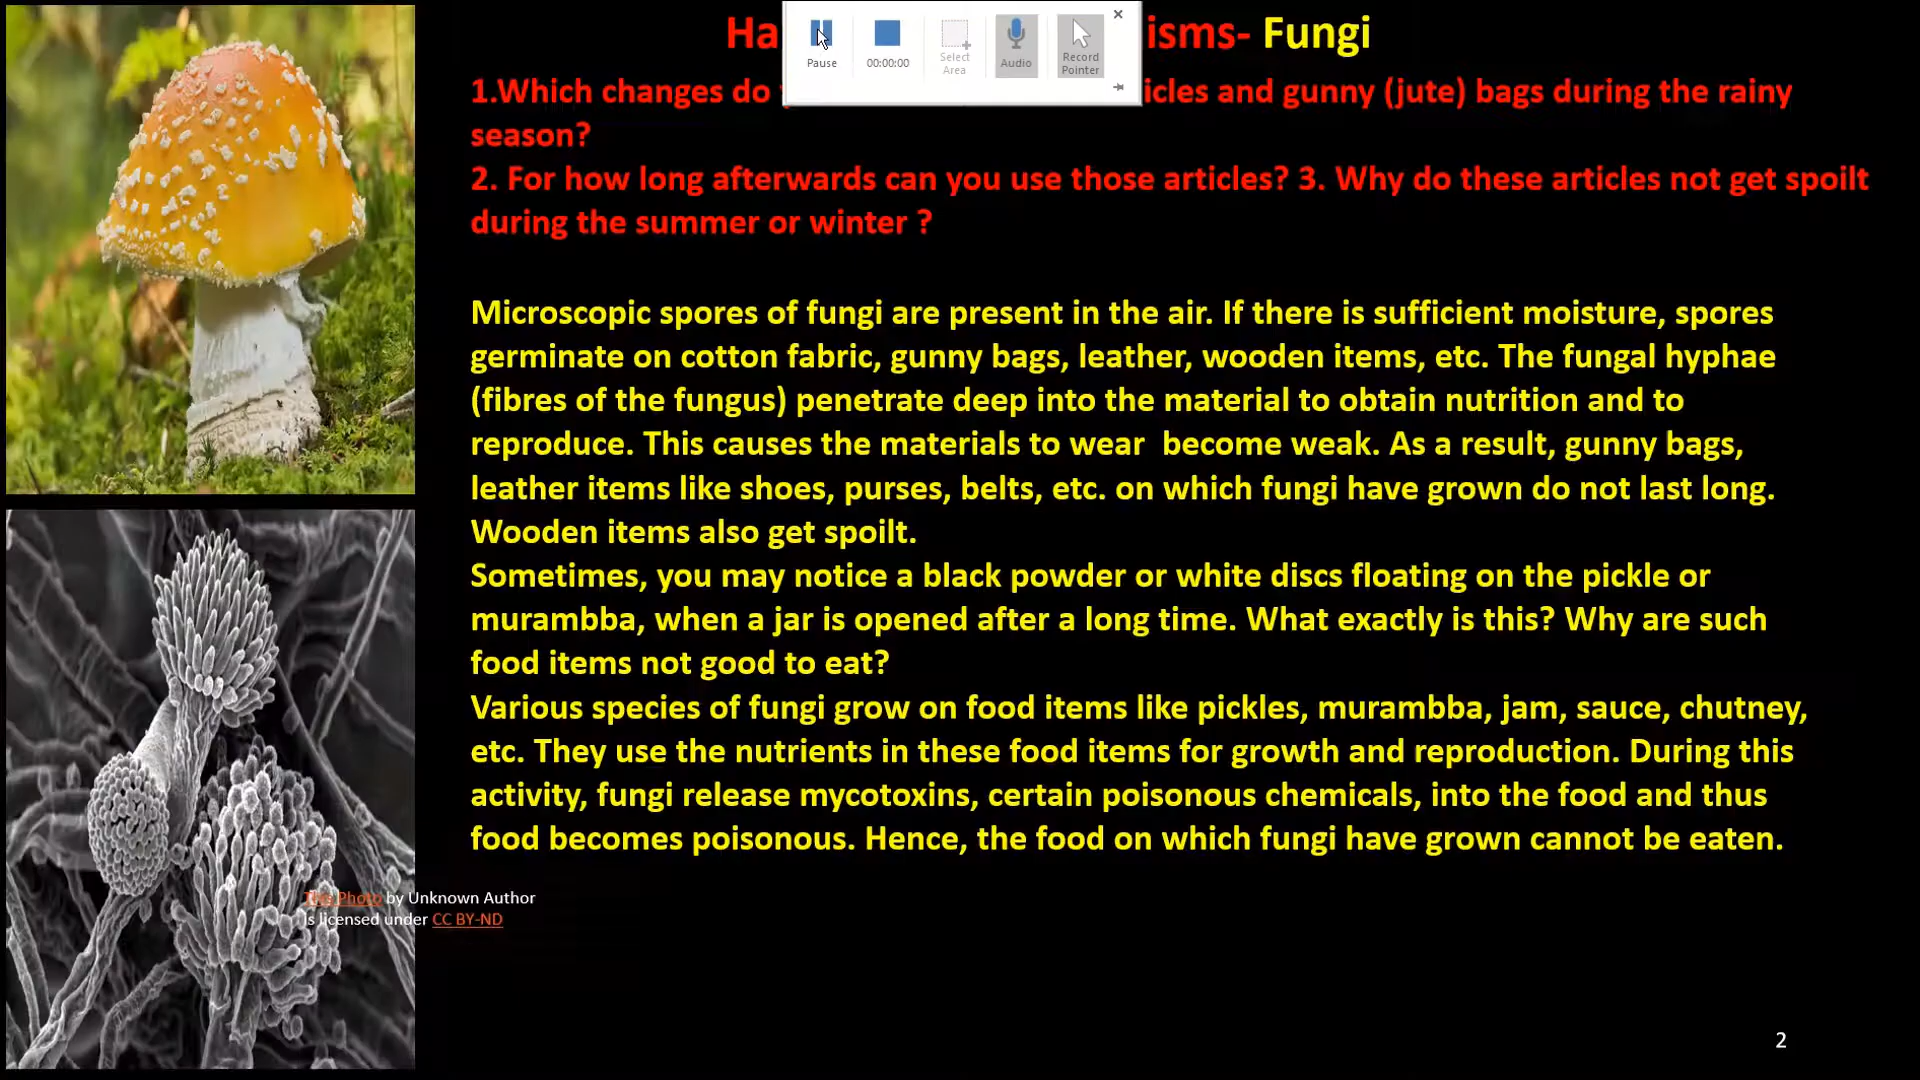 Ha isms- Fungi
Pause
00:00:00
Select
Area
Audio
Record
Pointer
1.Which changes do icles and gunny (jute) bags during the rainy
season?
2. For how long afterwards can you use those articles? 3. Why do these articles not get spoilt
during the summer or winter ?
Microscopic spores of fungi are present in the air. If there is sufficient moisture, spores
germinate on cotton fabric, gunny bags, leather, wooden items, etc. The fungal hyphae
(fibres of the fungus) penetrate deep into the material to obtain nutrition and to
reproduce. This causes the materials to wear  become weak. As a result, gunny bags,
leather items like shoes, purses, belts, etc. on which fungi have grown do not last long.
Wooden items also get spoilt.
Sometimes, you may notice a black powder or white discs floating on the pickle or
murambba, when a jar is opened after a long time. What exactly is this? Why are such
food items not good to eat?
Various species of fungi grow on food items like pickles, murambba, jam, sauce, chutney,
etc. They use the nutrients in these food items for growth and reproduction. During this
activity, fungi release mycotoxins, certain poisonous chemicals, into the food and thus
food becomes poisonous. Hence, the food on which fungi have grown cannot be eaten.
This Photo by Unknown Author
is licensed under CC BY-ND
2